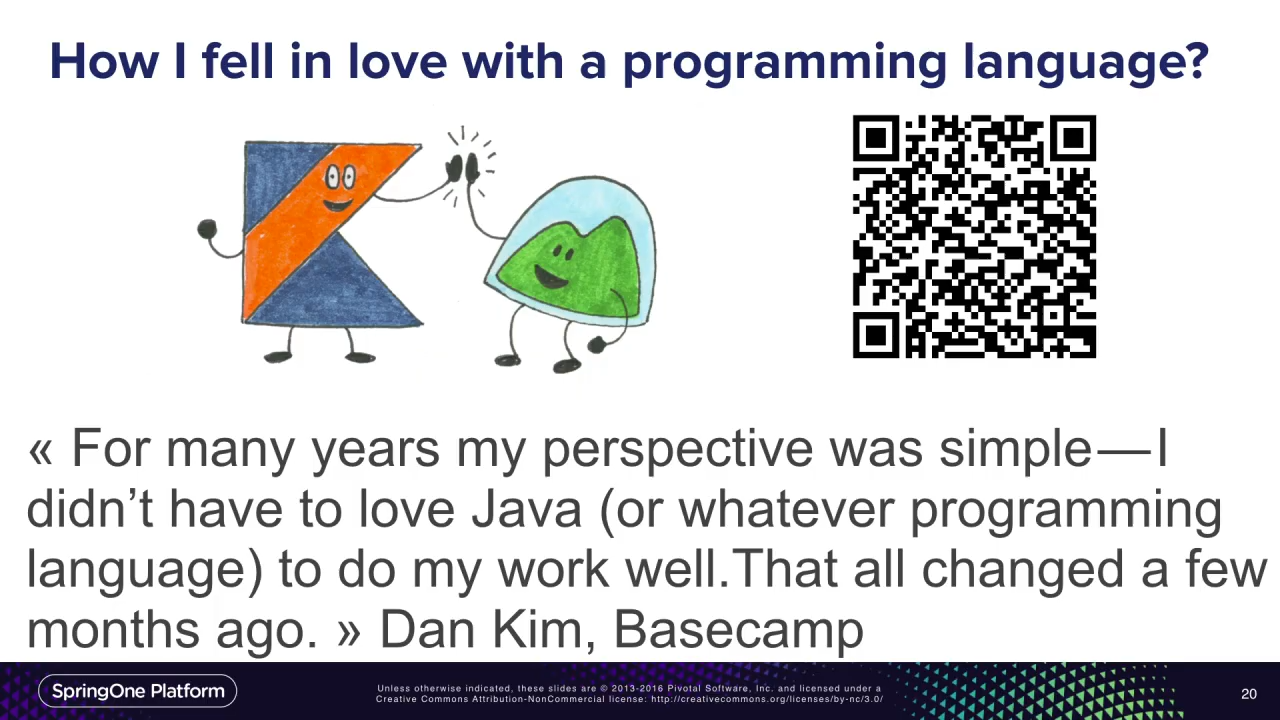 How I fell in love with a programming language?
« For many years my perspective was simple — I
didn’t have to love Java (or whatever programming
language) to do my work well.That all changed a few
months ago. » Dan Kim, Basecamp
SpringOne Platform
Unless otherwise indicated, these slides are © 2013-2016 Pivotal Software, Inc. and licensed under a
Creative Commons Attribution-NonCommercial license: http://creativecommons.org/licenses/by-nc/3.0/
20